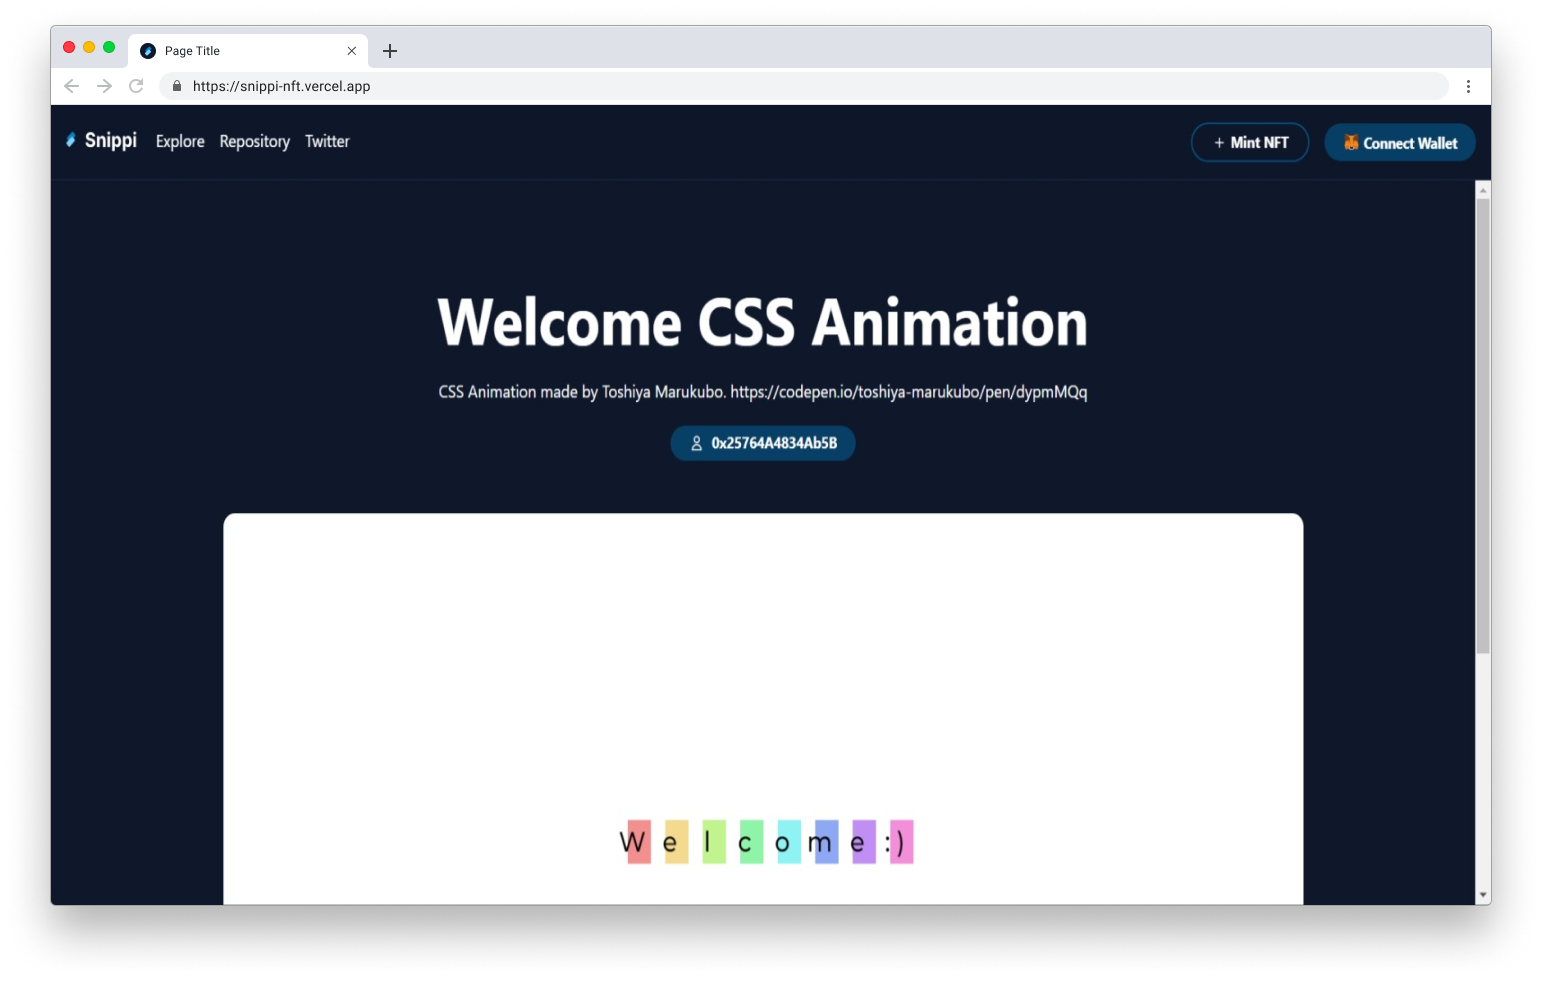 Page Title
https://snippi-nft.vercel.app
Snippi Explore Repository Twitter + Mint NFT Connect Wallet
Welcome CSS Animation
CSS Animation made by Toshiya Marukubo. https://codepen.io/toshiya-marukubo/pen/dypmMQq
0x25764A4834Ab5B
Welcome:)